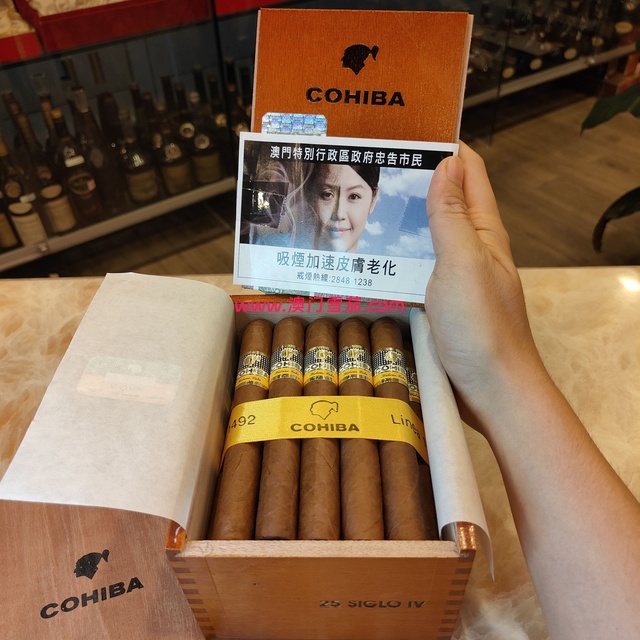 COHIBA
澳門特別行政區政府忠告市民
吸煙加速皮膚老化
戒煙熱線:2848 1238
www.澳门雪茄.com
492
COHIBA
Line
COHIBA
25 SIGLO IV